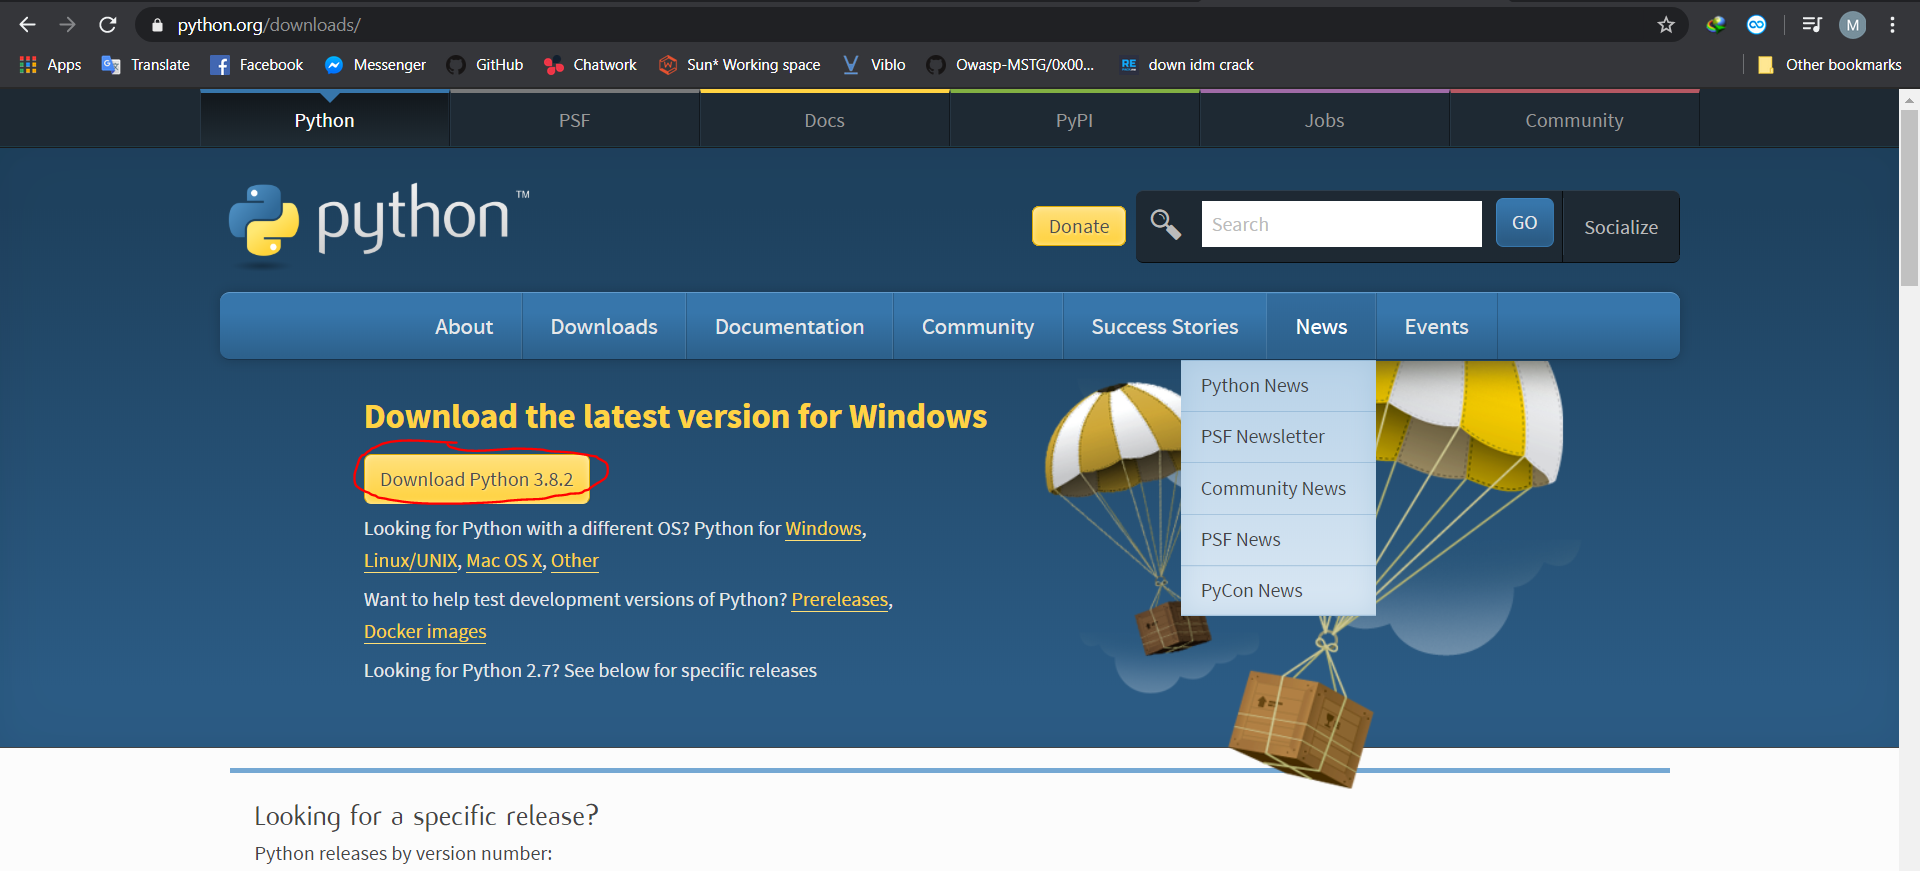 python.org/downloads/
M
Apps Translate Facebook Messenger GitHub Chatwork Sun* Working space Viblo Owasp-MSTG/0x00... RE down idm crack Other bookmarks
Python PSF Docs PyPI Jobs Community
python™
Donate Search GO Socialize
About Downloads Documentation Community Success Stories News Events
Python News
PSF Newsletter
Community News
PSF News
PyCon News
Download the latest version for Windows
Download Python 3.8.2
Looking for Python with a different OS? Python for Windows,
Linux/UNIX, Mac OS X, Other
Want to help test development versions of Python? Prereleases,
Docker images
Looking for Python 2.7? See below for specific releases
Looking for a specific release?
Python releases by version number: